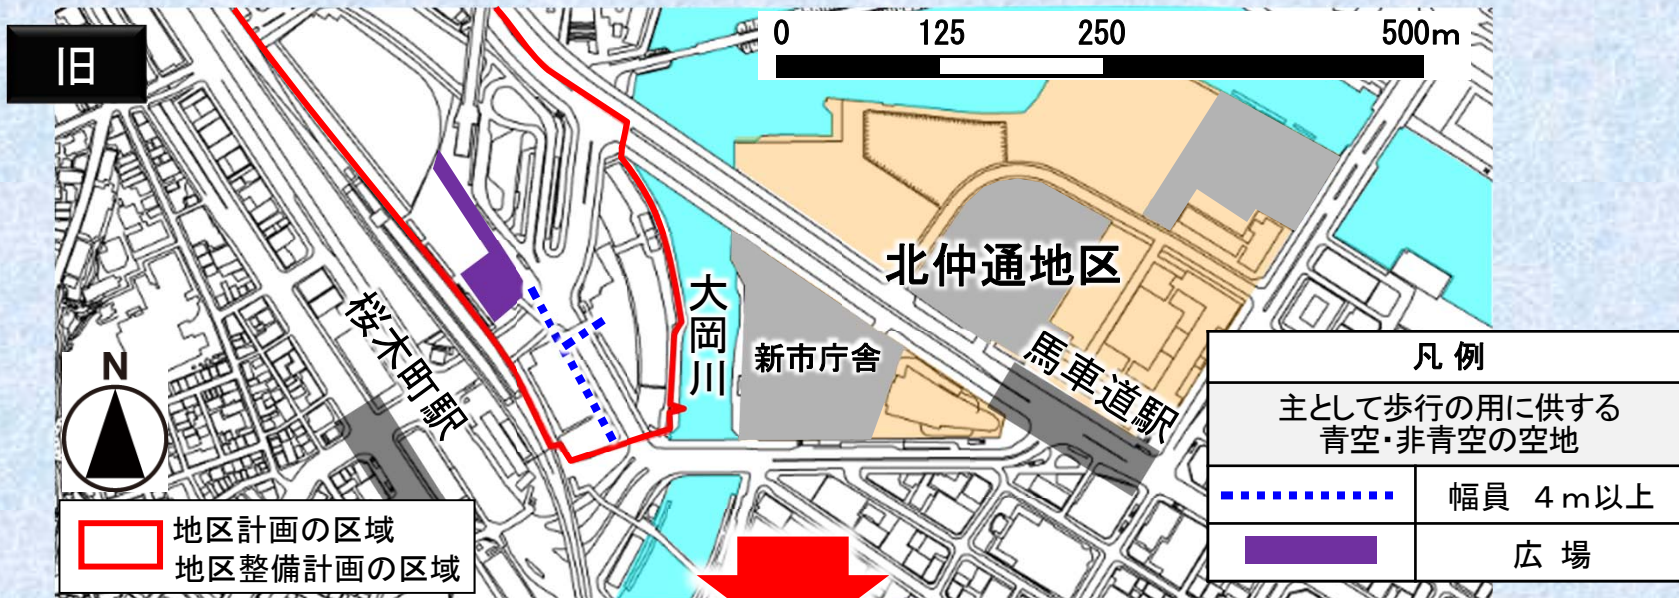 旧
0 125 250 500m
北仲通地区
大岡川
新市庁舎
桜木町駅
馬車道駅
N
地区計画の区域
地区整備計画の区域
凡例
主として歩行の用に供する
青空・非青空の空地
幅員 4m以上
広場